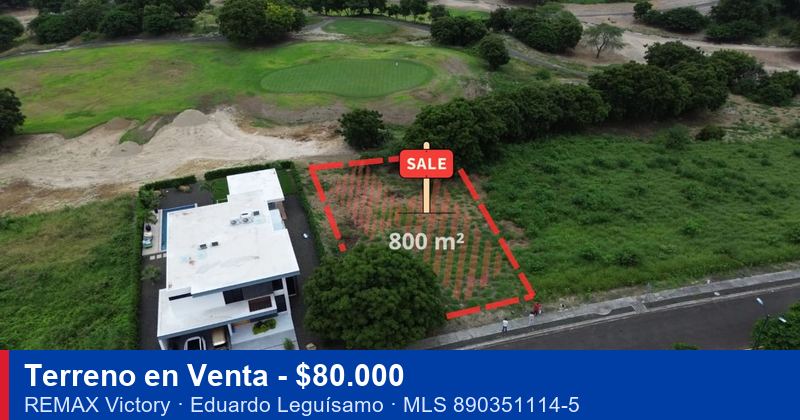 SALE
800 m²
Terreno en Venta - $80.000
REMAX Victory · Eduardo Leguísamo · MLS 890351114-5